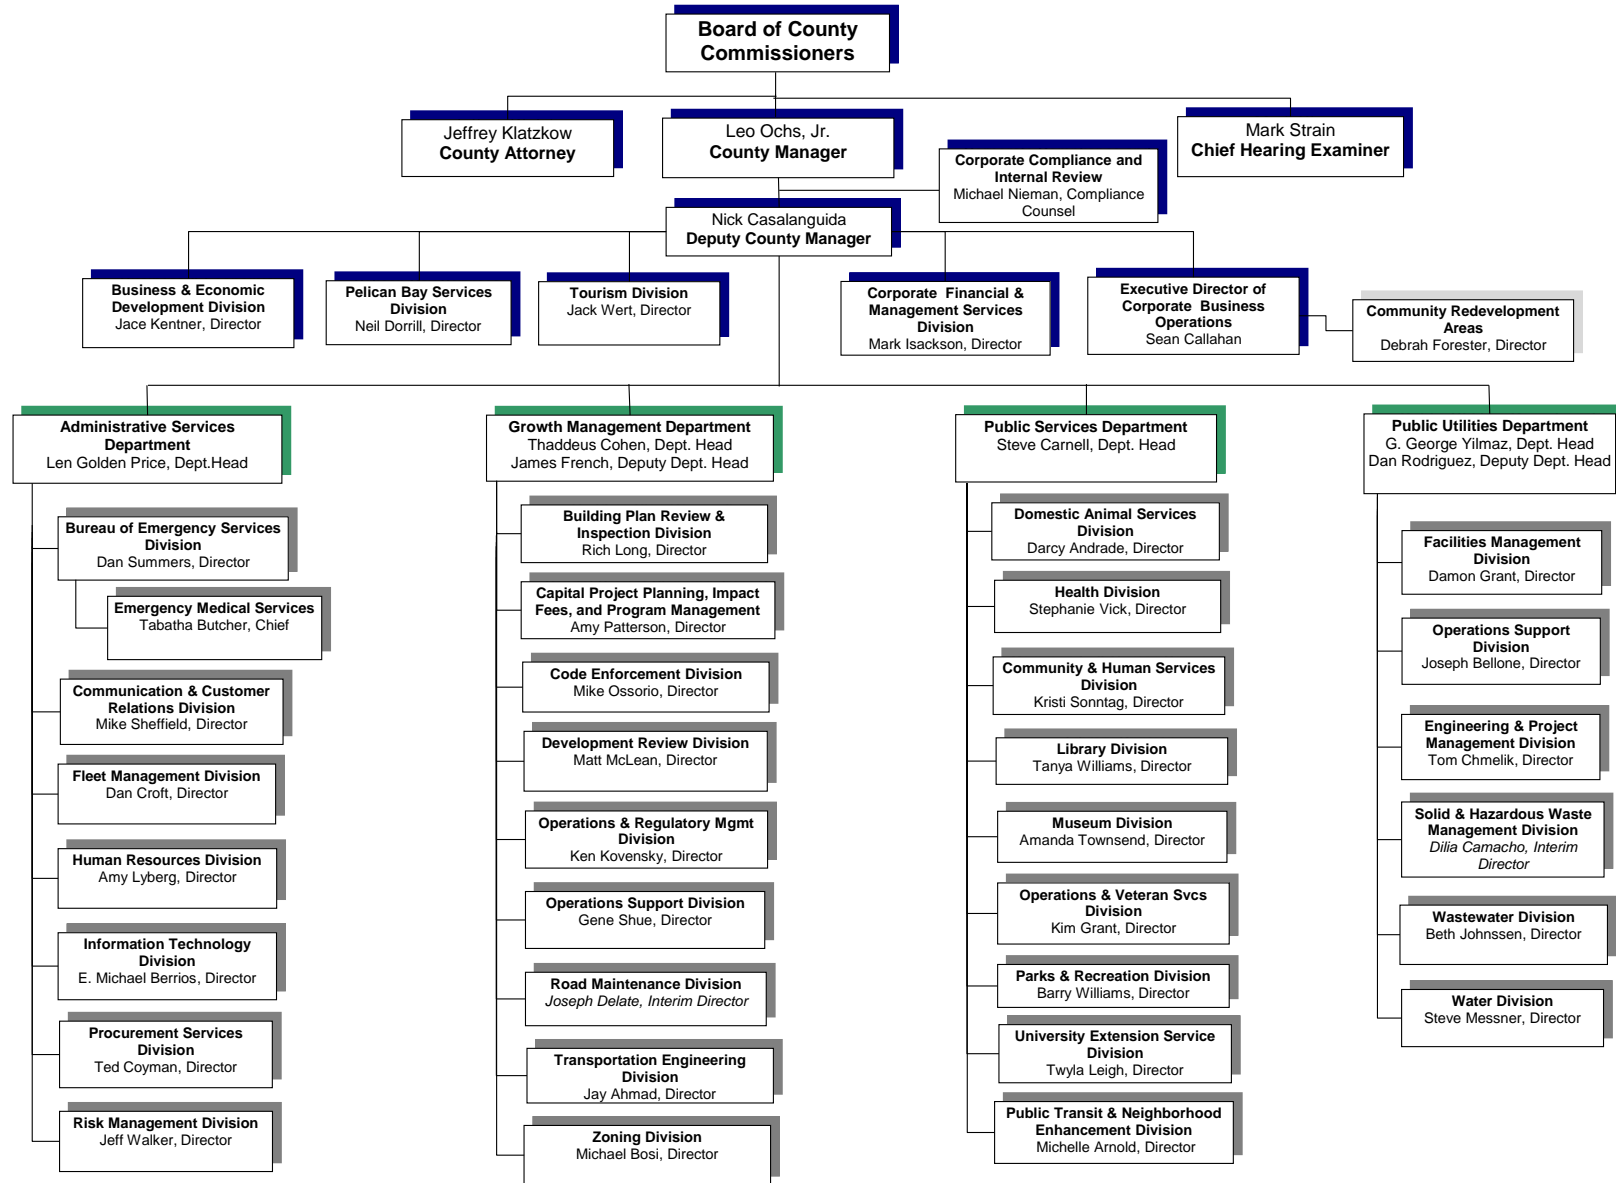 Board of County
Commissioners
Jeffrey Klatzkow
County Attorney
Leo Ochs, Jr.
County Manager
Mark Strain
Chief Hearing Examiner
Corporate Compliance and
Internal Review
Michael Nieman, Compliance
Counsel
Nick Casalanguida
Deputy County Manager
Business & Economic
Development Division
Jace Kentner, Director
Pelican Bay Services
Division
Neil Dorrill, Director
Tourism Division
Jack Wert, Director
Corporate Financial &
Management Services
Division
Mark Isackson, Director
Executive Director of
Corporate Business
Operations
Sean Callahan
Community Redevelopment
Areas
Debrah Forester, Director
Administrative Services
Department
Len Golden Price, Dept.Head
Bureau of Emergency Services
Division
Dan Summers, Director
Emergency Medical Services
Tabatha Butcher, Chief
Communication & Customer
Relations Division
Mike Sheffield, Director
Fleet Management Division
Dan Croft, Director
Human Resources Division
Amy Lyberg, Director
Information Technology
Division
E. Michael Berrios, Director
Procurement Services
Division
Ted Coyman, Director
Risk Management Division
Jeff Walker, Director
Growth Management Department
Thaddeus Cohen, Dept. Head
James French, Deputy Dept. Head
Building Plan Review &
Inspection Division
Rich Long, Director
Capital Project Planning, Impact
Fees, and Program Management
Amy Patterson, Director
Code Enforcement Division
Mike Ossorio, Director
Development Review Division
Matt McLean, Director
Operations & Regulatory Mgmt
Division
Ken Kovensky, Director
Operations Support Division
Gene Shue, Director
Road Maintenance Division
Joseph Delate, Interim Director
Transportation Engineering
Division
Jay Ahmad, Director
Zoning Division
Michael Bosi, Director
Public Services Department
Steve Carnell, Dept. Head
Domestic Animal Services
Division
Darcy Andrade, Director
Health Division
Stephanie Vick, Director
Community & Human Services
Division
Kristi Sonntag, Director
Library Division
Tanya Williams, Director
Museum Division
Amanda Townsend, Director
Operations & Veteran Svcs
Division
Kim Grant, Director
Parks & Recreation Division
Barry Williams, Director
University Extension Service
Division
Twyla Leigh, Director
Public Transit & Neighborhood
Enhancement Division
Michelle Arnold, Director
Public Utilities Department
G. George Yilmaz, Dept. Head
Dan Rodriguez, Deputy Dept. Head
Facilities Management
Division
Damon Grant, Director
Operations Support
Division
Joseph Bellone, Director
Engineering & Project
Management Division
Tom Chmelik, Director
Solid & Hazardous Waste
Management Division
Dilia Camacho, Interim
Director
Wastewater Division
Beth Johnssen, Director
Water Division
Steve Messner, Director